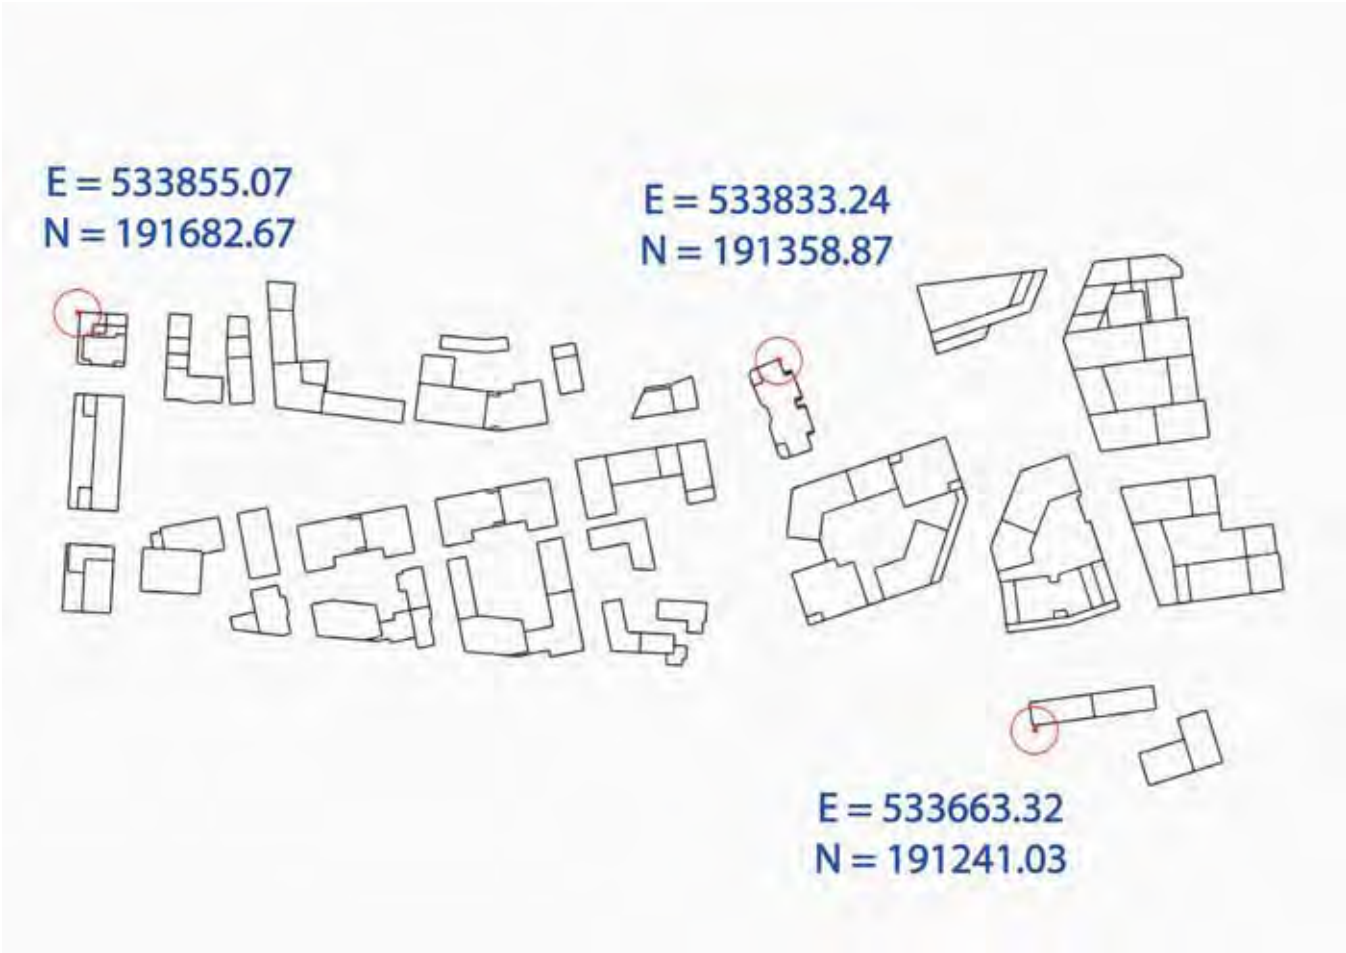 E = 533855.07
N = 191682.67
E = 533833.24
N = 191358.87
E = 533663.32
N = 191241.03